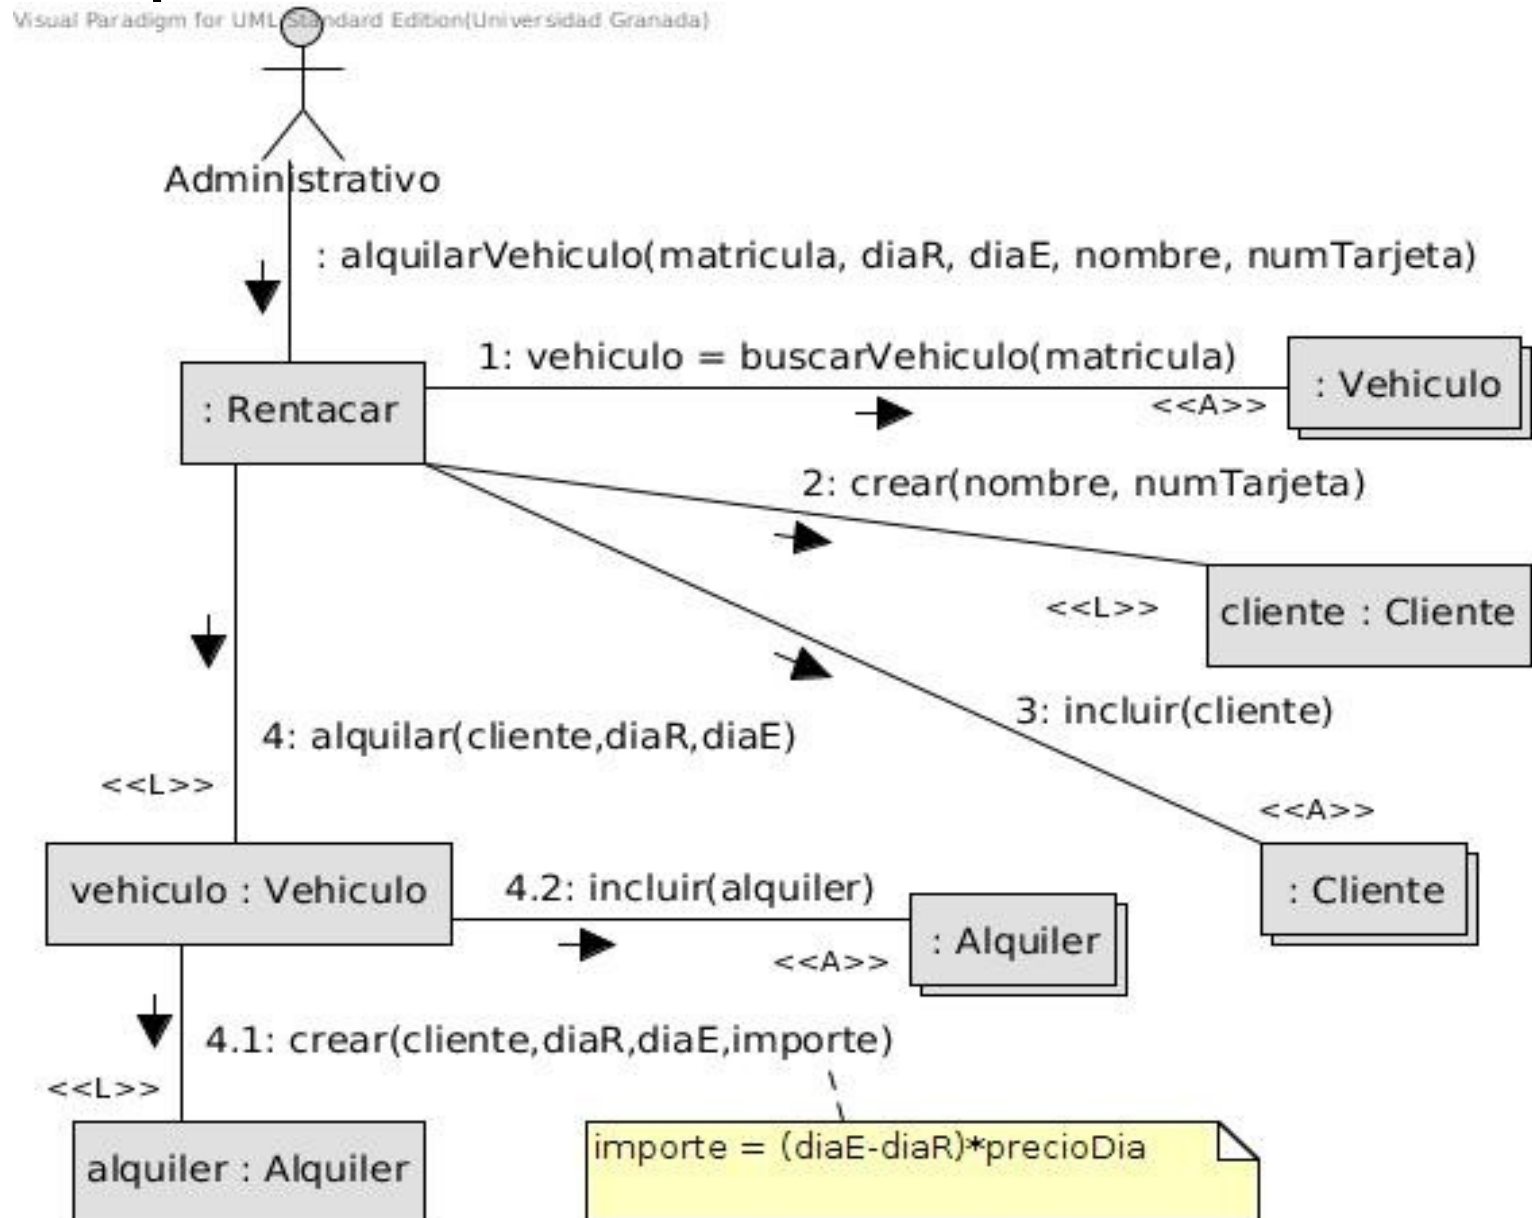 Visual Paradigm for UML Standard Edition(Universidad Granada)
Administrativo
: alquilarVehiculo(matricula, diaR, diaE, nombre, numTarjeta)
1: vehiculo = buscarVehiculo(matricula)
: Vehiculo
<<A>>
: Rentacar
2: crear(nombre, numTarjeta)
<<L>>
cliente : Cliente
3: incluir(cliente)
4: alquilar(cliente,diaR,diaE)
<<L>>
<<A>>
vehiculo : Vehiculo
4.2: incluir(alquiler)
: Cliente
: Alquiler
<<A>>
4.1: crear(cliente,diaR,diaE,importe)
<<L>>
importe = (diaE-diaR)*precioDia
alquiler : Alquiler